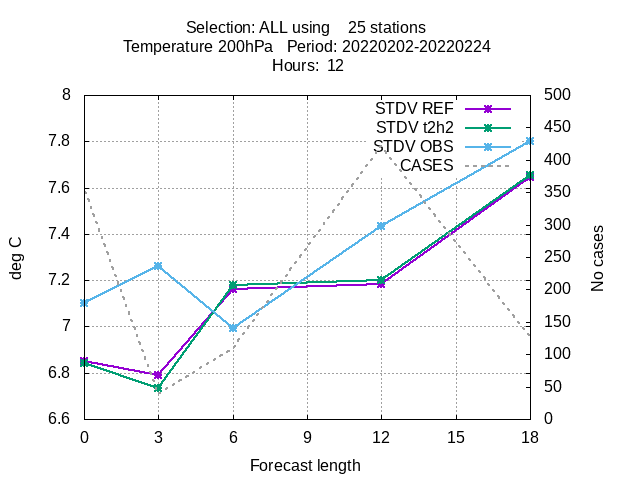 Selection: ALL using 25 stations
Temperature 200hPa Period: 20220202-20220224
Hours: 12
STDV REF
STDV t2h2
STDV OBS
CASES
8
7.8
7.6
7.4
7.2
7
6.8
6.6
deg C
500
450
400
350
300
250
200
150
100
50
0
No cases
0 3 6 9 12 15 18
Forecast length